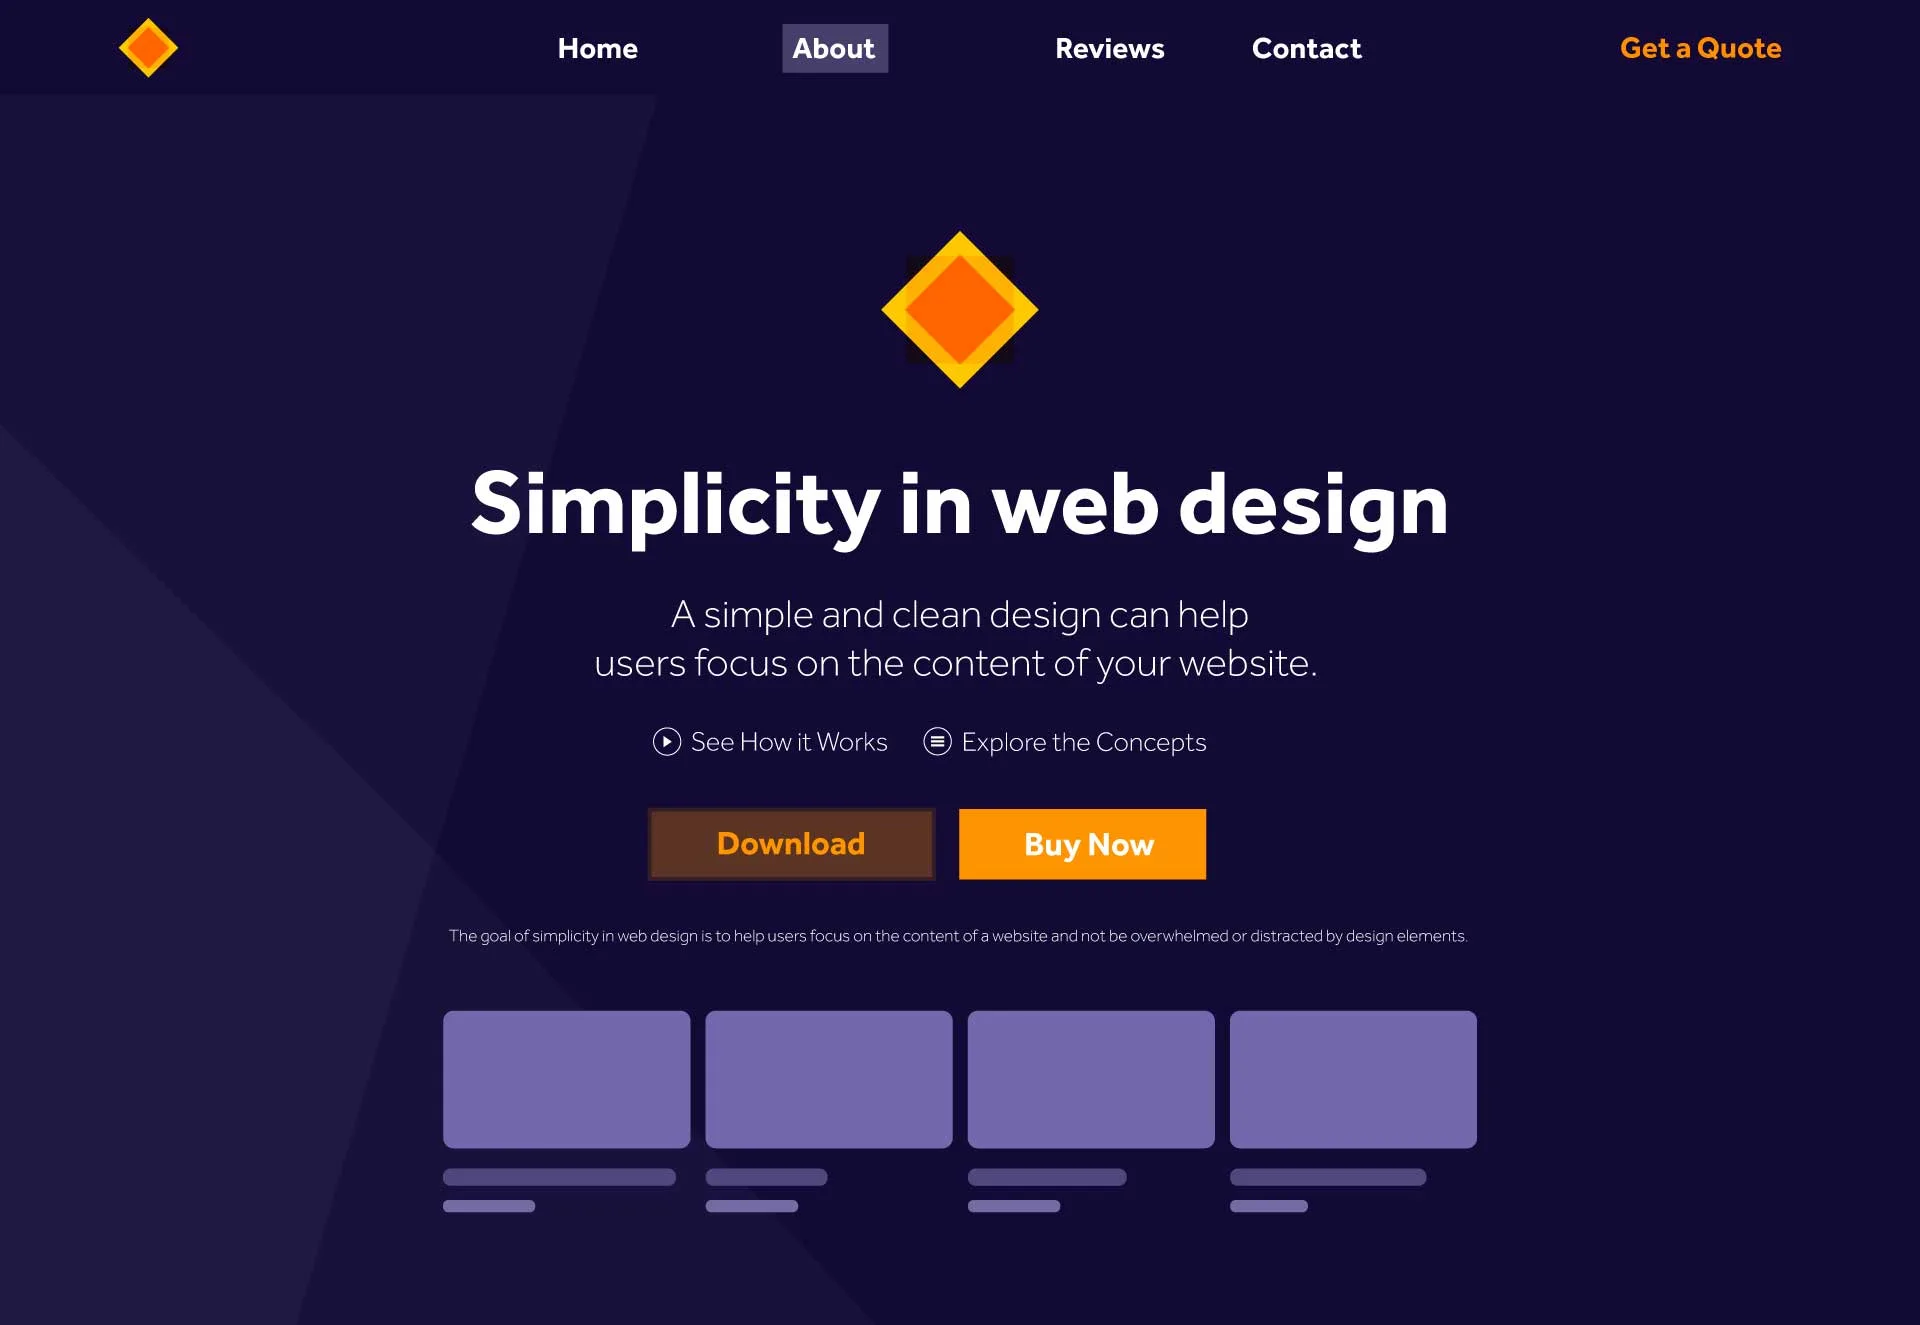 Home
About
Reviews
Contact
Get a Quote
Simplicity in web design
A simple and clean design can help
users focus on the content of your website.
See How it Works
Explore the Concepts
Download
Buy Now
The goal of simplicity in web design is to help users focus on the content of a website and not be overwhelmed or distracted by design elements.